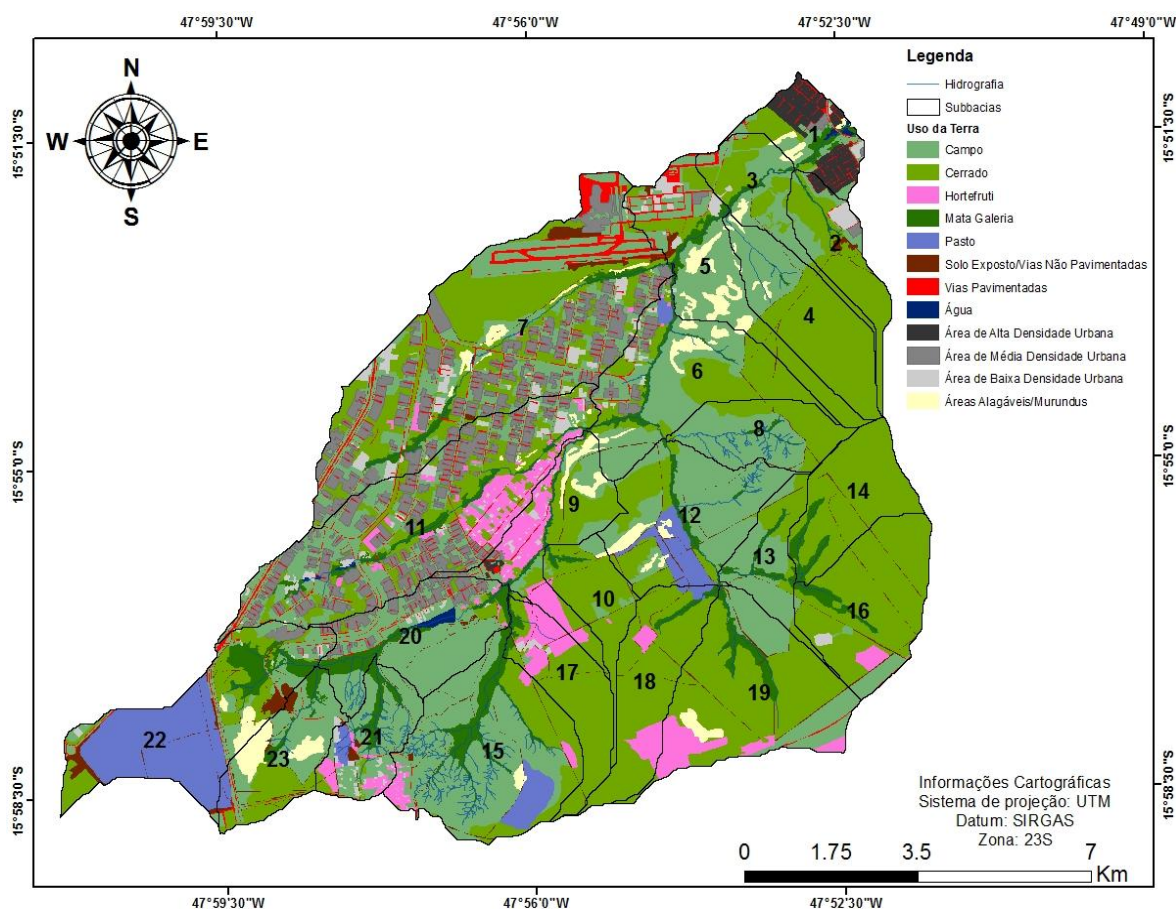 47°59'30"W 47°56'0"W 47°52'30"W 47°49'0"W
N
W E
S
Legenda
Hidrografia
Subbacias
Uso da Terra
Campo
Cerrado
Hortefruti
Mata Galeria
Pasto
Solo Exposto/Vias Não Pavimentadas
Vias Pavimentadas
Água
Área de Alta Densidade Urbana
Área de Média Densidade Urbana
Área de Baixa Densidade Urbana
Áreas Alagáveis/Murundus
15°51'30"S 15°51'30"S
1
3
2
5
4
7
6
8
15°55'0"S 15°55'0"S
14
9
12
11
13
10
16
20
17
18
19
22
21
23
15
15°58'30"S 15°58'30"S
Informações Cartográficas
Sistema de projeção: UTM
Datum: SIRGAS
Zona: 23S
0 1.75 3.5 7
Km
47°59'30"W 47°56'0"W 47°52'30"W